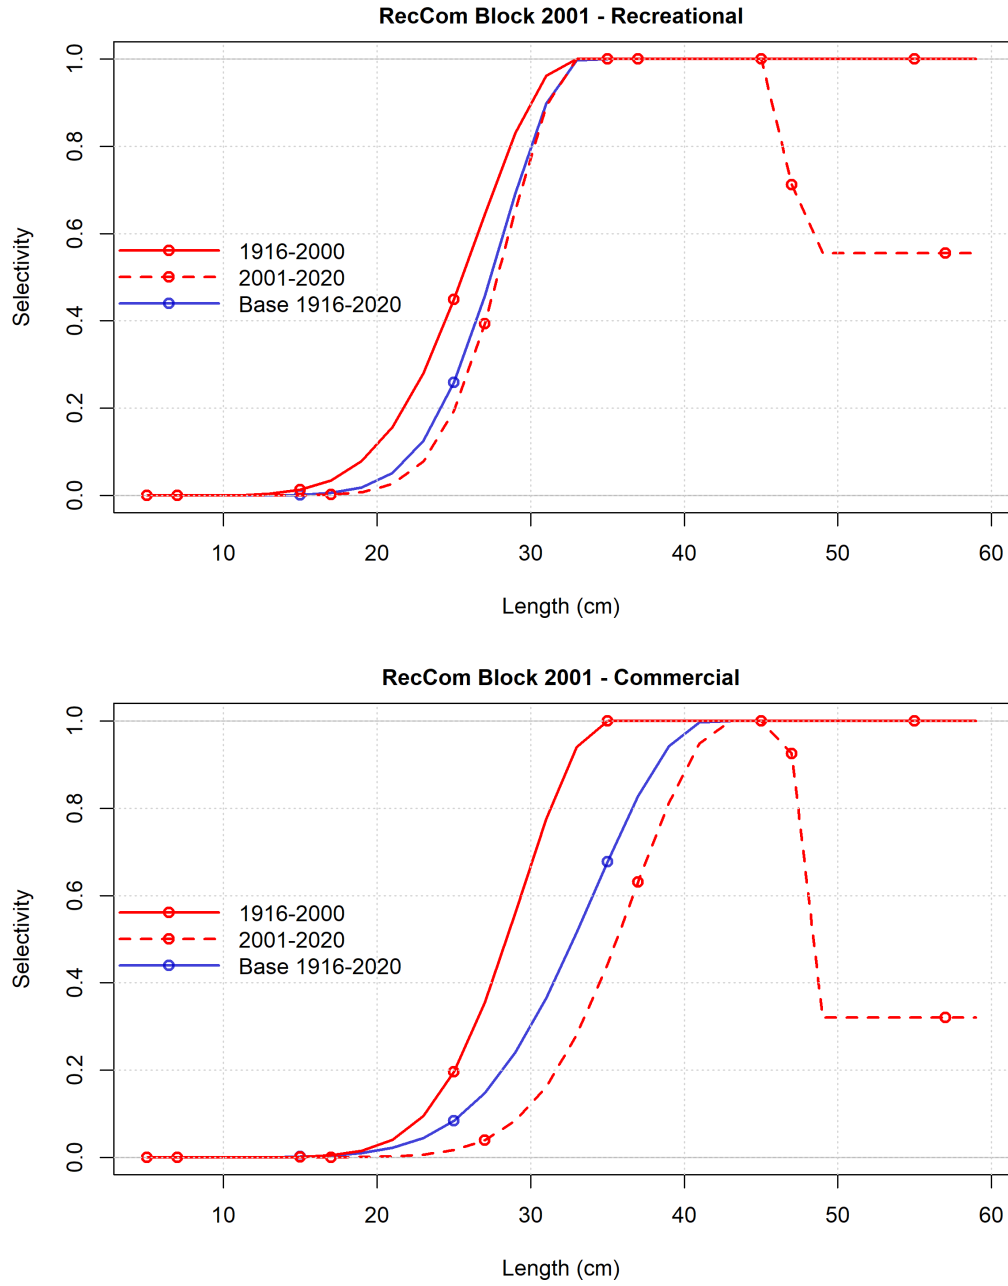 RecCom Block 2001 - Recreational
1.0
0.8
0.6
0.4
0.2
0.0
Selectivity
1916-2000
2001-2020
Base 1916-2020
10 20 30 40 50 60
Length (cm)
RecCom Block 2001 - Commercial
1.0
0.8
0.6
0.4
0.2
0.0
Selectivity
1916-2000
2001-2020
Base 1916-2020
10 20 30 40 50 60
Length (cm)